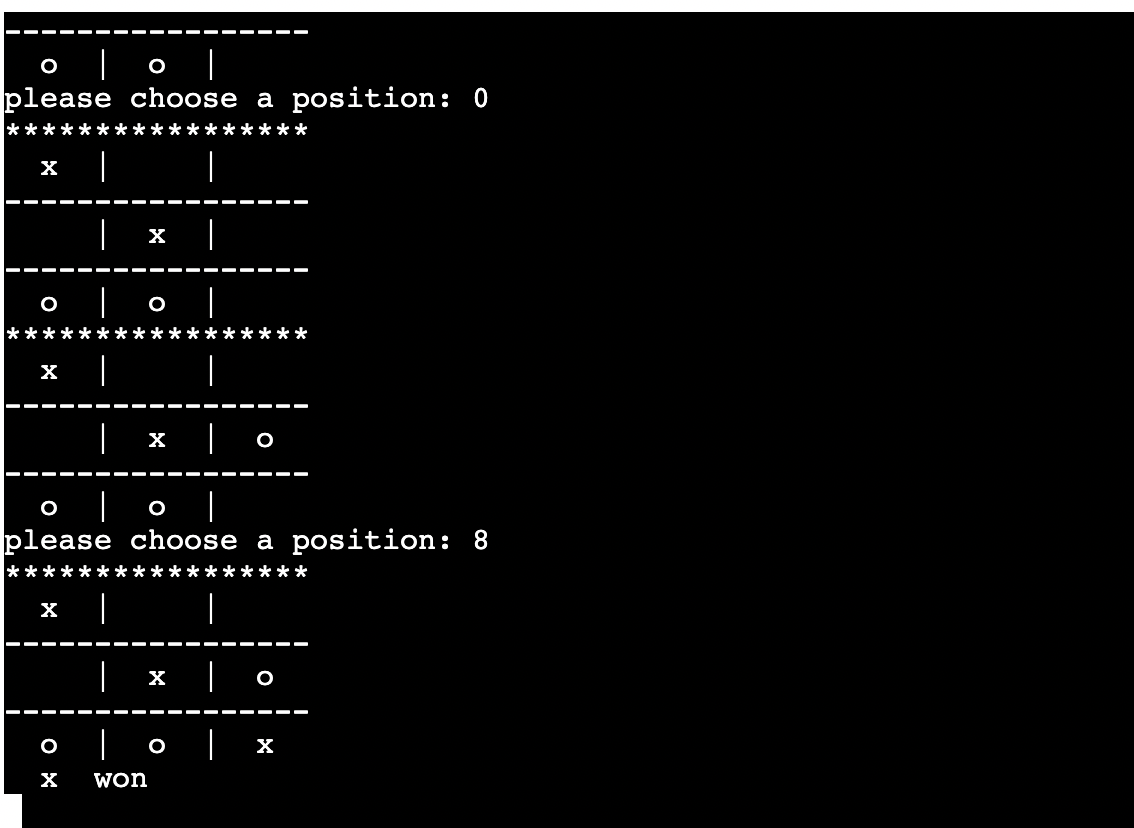 -----------------
  o  |  o  |
please choose a position: 0
*****************
  x  |     |
-----------------
     |  x  |
-----------------
  o  |  o  |
*****************
  x  |     |
-----------------
     |  x  |  o
-----------------
  o  |  o  |
please choose a position: 8
*****************
  x  |     |
-----------------
     |  x  |  o
-----------------
  o  |  o  |  x
  x  won